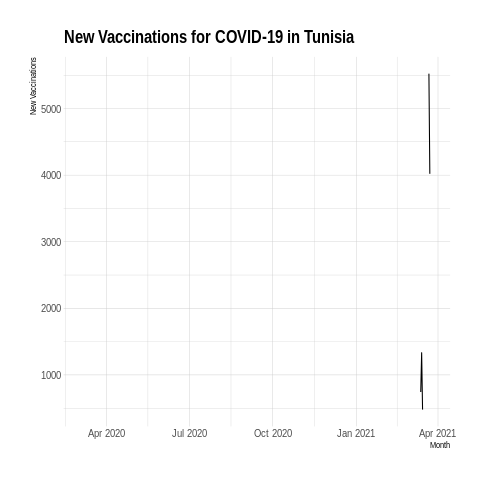 New Vaccinations for COVID-19 in Tunisia
New Vaccinations
5000
4000
3000
2000
1000
Apr 2020 Jul 2020 Oct 2020 Jan 2021 Apr 2021
Month